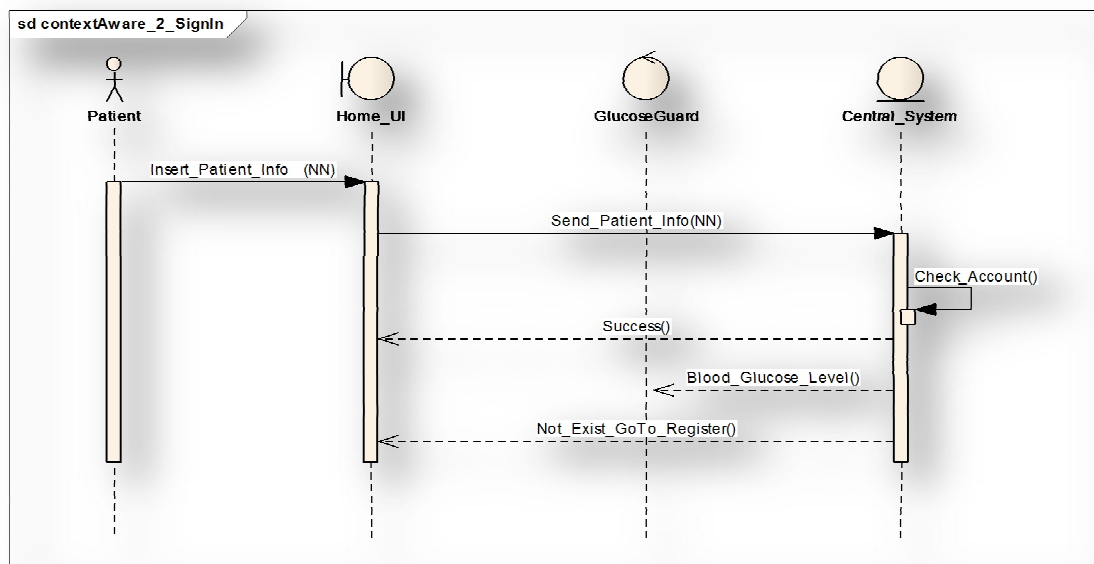 sd contextAware_2_SignIn
Patient
Home_UI
GlucoseGuard
Central_System
Insert_Patient_Info (NN)
Send_Patient_Info(NN)
Check_Account()
Success()
Blood_Glucose_Level()
Not_Exist_GoTo_Register()